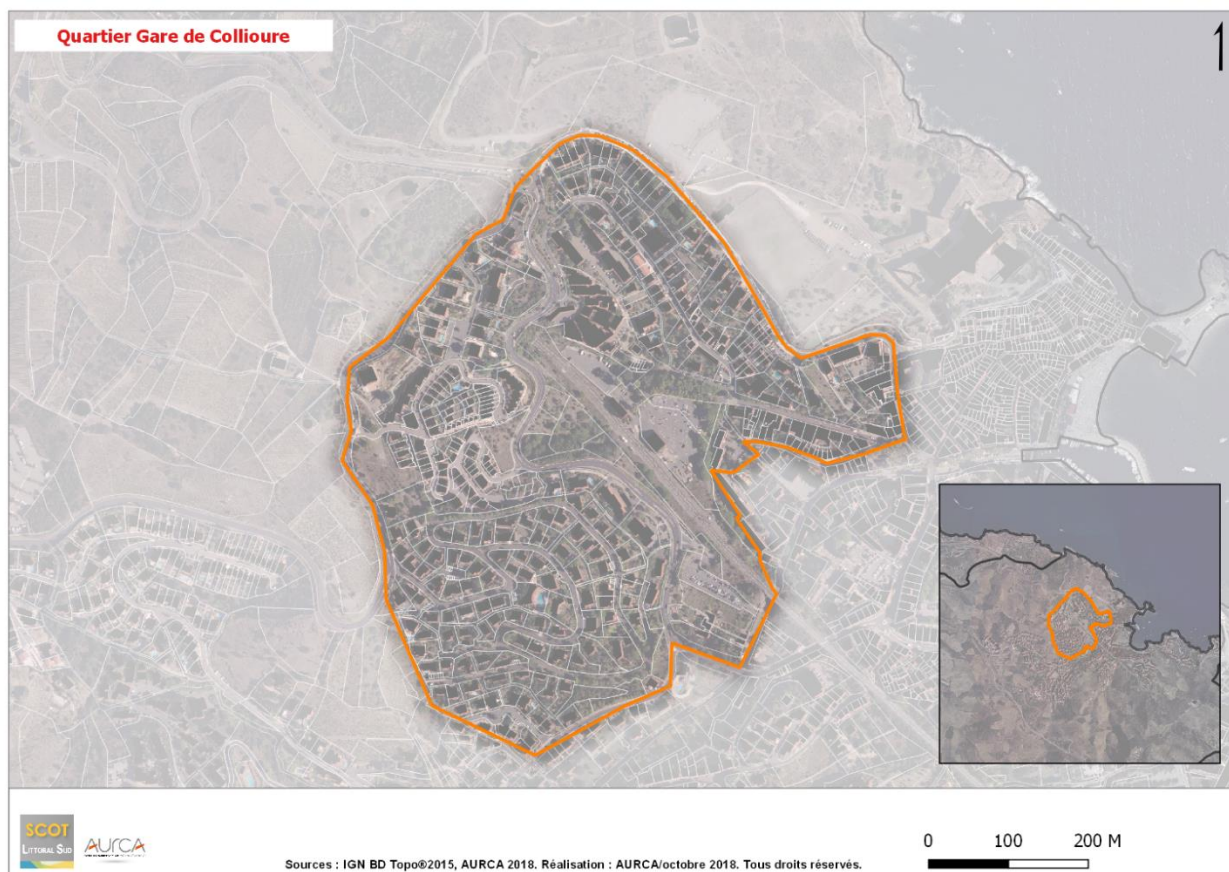 Quartier Gare de Collioure
SCOT
LITTORAL SUD
AURCA
0 100 200 M
Sources : IGN BD Topo®2015, AURCA 2018. Réalisation : AURCA/octobre 2018. Tous droits réservés.